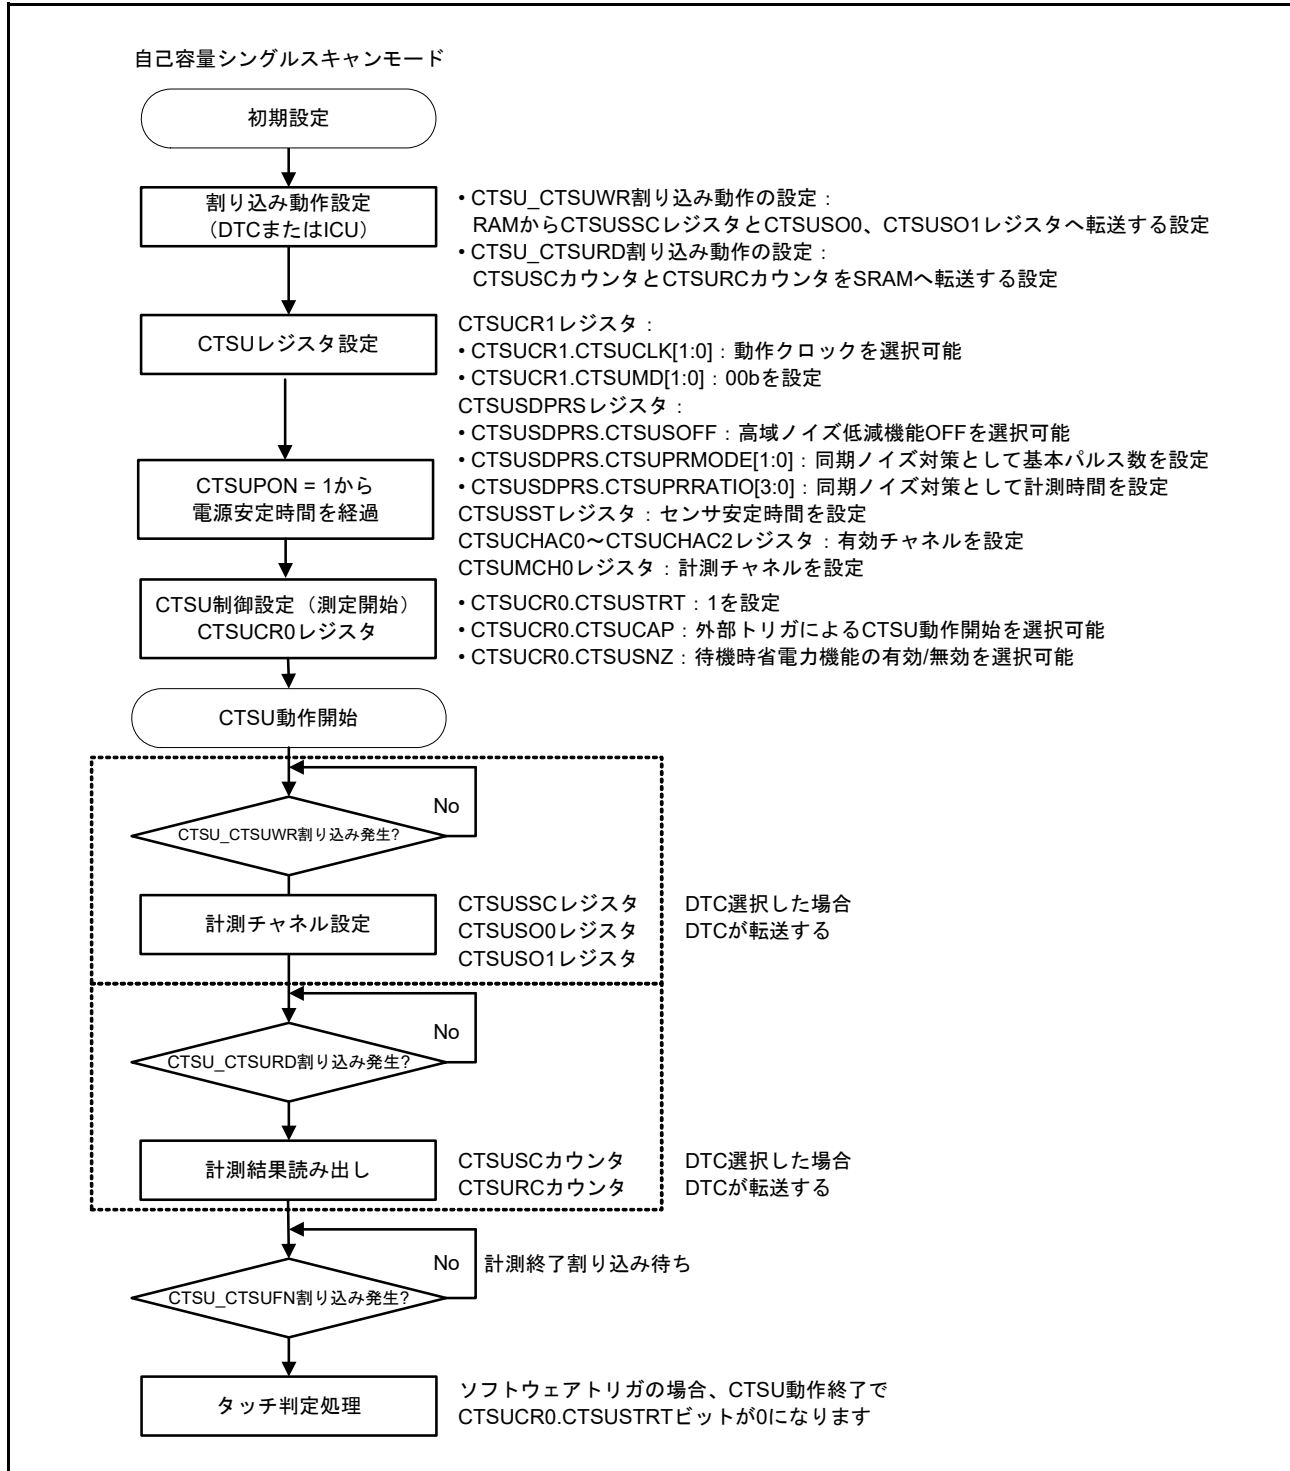 自己容量シングルスキャンモード
初期設定
割り込み動作設定
（DTCまたはICU）
• CTSU_CTSUWR割り込み動作の設定：
RAMからCTSUSSCレジスタとCTSUSO0、CTSUSO1レジスタへ転送する設定
• CTSU_CTSURD割り込み動作の設定：
CTSUSCカウンタとCTSURCカウンタをSRAMへ転送する設定
CTSUレジスタ設定
CTSUCR1レジスタ：
• CTSUCR1.CTSUCLK[1:0]：動作クロックを選択可能
• CTSUCR1.CTSUMD[1:0]：00bを設定
CTSUSDPRSレジスタ：
• CTSUSDPRS.CTSUSOFF：高域ノイズ低減機能OFFを選択可能
• CTSUSDPRS.CTSUPRMODE[1:0]：同期ノイズ対策として基本パルス数を設定
• CTSUSDPRS.CTSUPRRATIO[3:0]：同期ノイズ対策として計測時間を設定
CTSUSSTレジスタ：センサ安定時間を設定
CTSUCHAC0～CTSUCHAC2レジスタ：有効チャネルを設定
CTSUMCH0レジスタ：計測チャネルを設定
CTSUPON = 1から
電源安定時間を経過
CTSU制御設定（測定開始）
CTSUCR0レジスタ
• CTSUCR0.CTSUSTRT：1を設定
• CTSUCR0.CTSUCAP：外部トリガによるCTSU動作開始を選択可能
• CTSUCR0.CTSUSNZ：待機時省電力機能の有効/無効を選択可能
CTSU動作開始
No
CTSU_CTSUWR割り込み発生?
計測チャネル設定
CTSUSSCレジスタ
CTSUSO0レジスタ
CTSUSO1レジスタ
DTC選択した場合
DTCが転送する
No
CTSU_CTSURD割り込み発生?
計測結果読み出し
CTSUSCカウンタ
CTSURCカウンタ
DTC選択した場合
DTCが転送する
No
計測終了割り込み待ち
CTSU_CTSUFN割り込み発生?
タッチ判定処理
ソフトウェアトリガの場合、CTSU動作終了で
CTSUCR0.CTSUSTRTビットが0になります